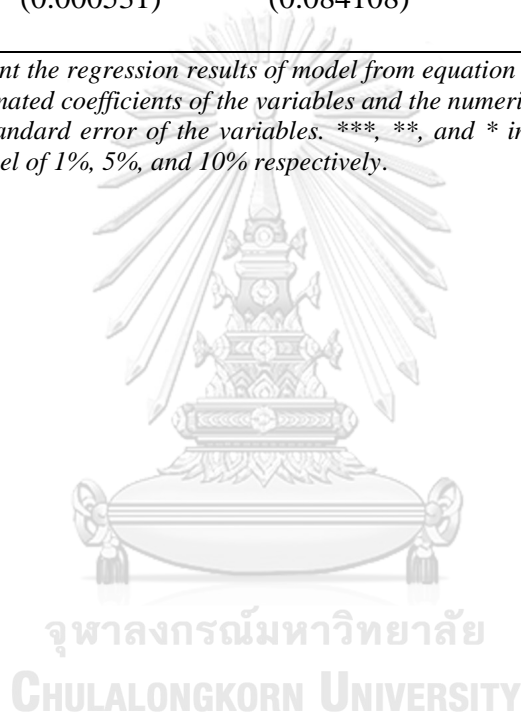 (0.000531) (0.084108)
nt the regression results of model from equation
nated coefficients of the variables and the numeri
tandard error of the variables. ***, **, and * in
el of 1%, 5%, and 10% respectively.
จุฬาลงกรณ์มหาวิทยาลัย
CHULALONGKORN UNIVERSITY